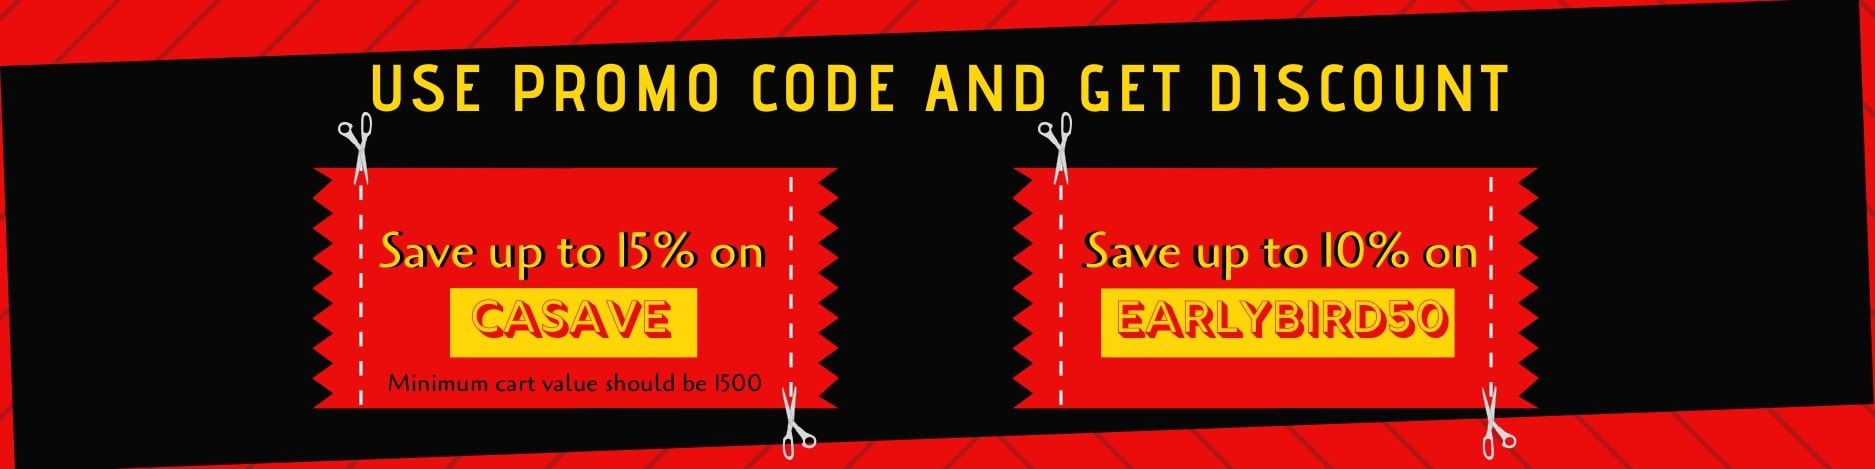 USE PROMO CODE AND GET DISCOUNT
Save up to 15% on
CASAVE
Minimum cart value should be 1500
Save up to 10% on
EARLYBIRD50